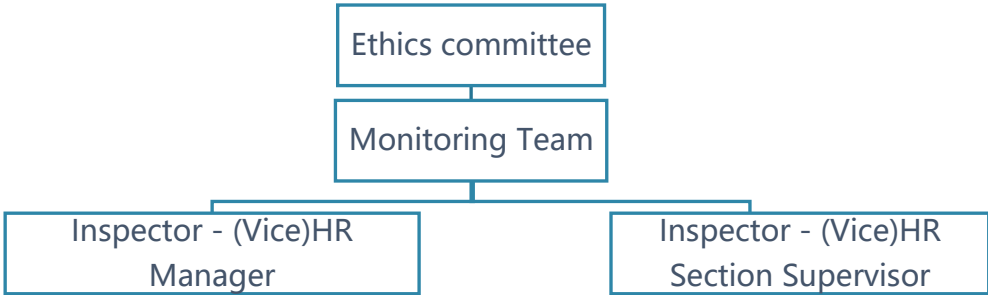 Ethics committee
Monitoring Team
Inspector - (Vice)HR
Manager
Inspector - (Vice)HR
Section Supervisor